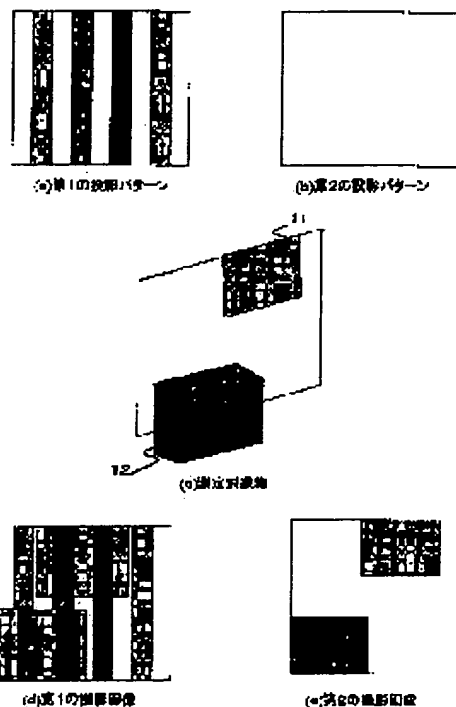 (a)第1の投影パターン
(b)第2の投影パターン
11
12
(c)測定対象物
(d)第1の撮影画像
(e)第2の撮影画像